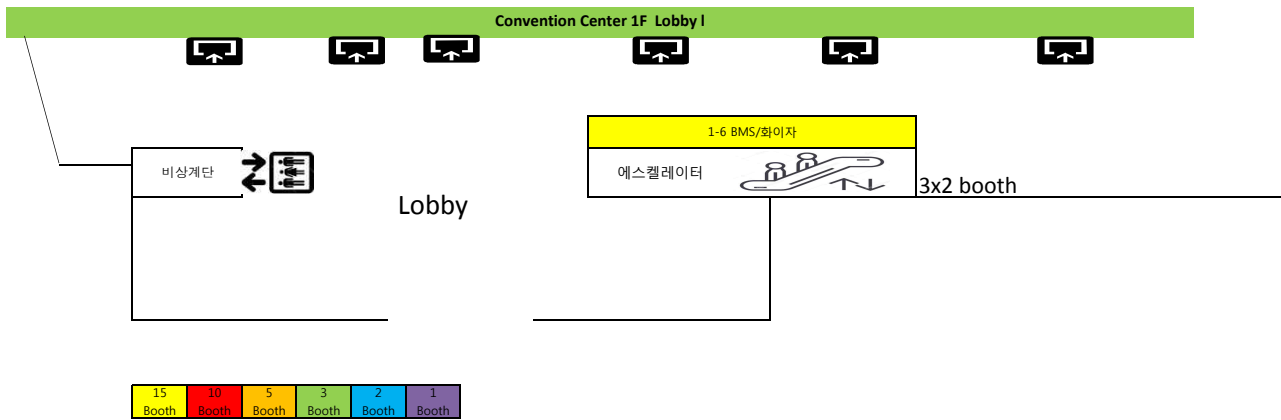 Convention Center 1F Lobby l
1-6 BMS/화이자
비상계단
에스켈레이터
3x2 booth
Lobby
15 Booth
10 Booth
5 Booth
3 Booth
2 Booth
1 Booth